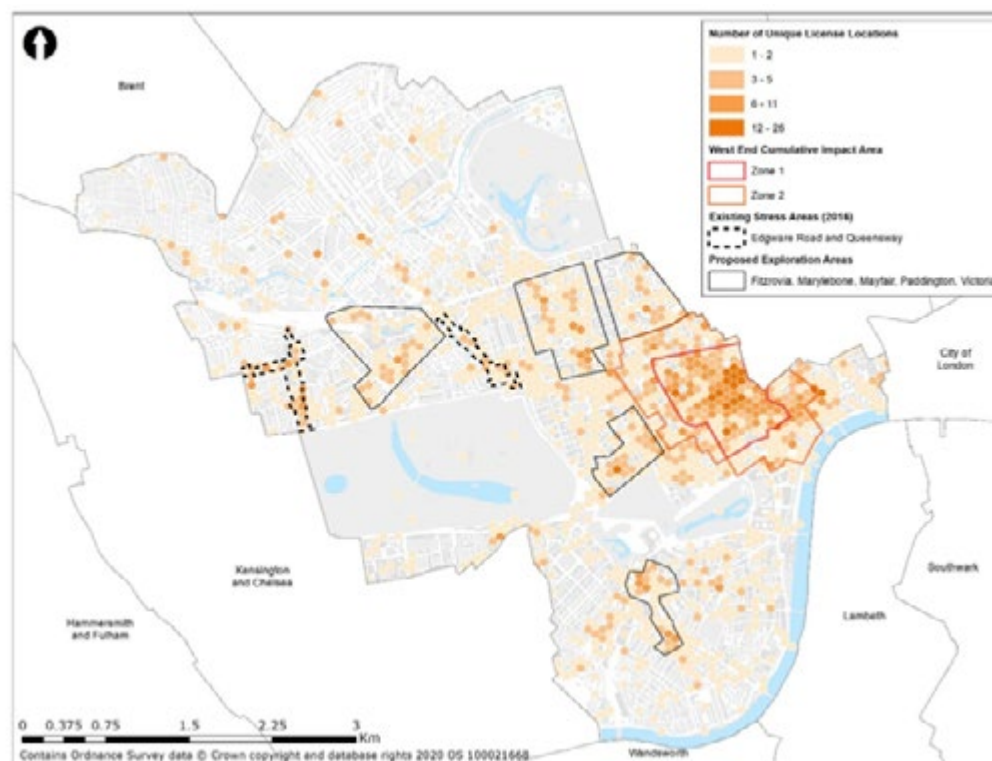 Number of Unique License Locations
1 - 2
3 - 5
6 - 11
12 - 26
West End Cumulative Impact Area
Zone 1
Zone 2
Existing Stress Areas (2016)
Edgware Road and Queensway
Proposed Exploration Areas
Fitzrovia, Marylebone, Mayfair, Paddington, Victoria
Brent
City of
London
Kensington
and Chelsea
Southwark
Hammersmith
and Fulham
Lambeth
0 0.375 0.75 1.5 2.25 3
Km
Wandsworth
Contains Ordnance Survey data © Crown copyright and database rights 2020 OS 100021668